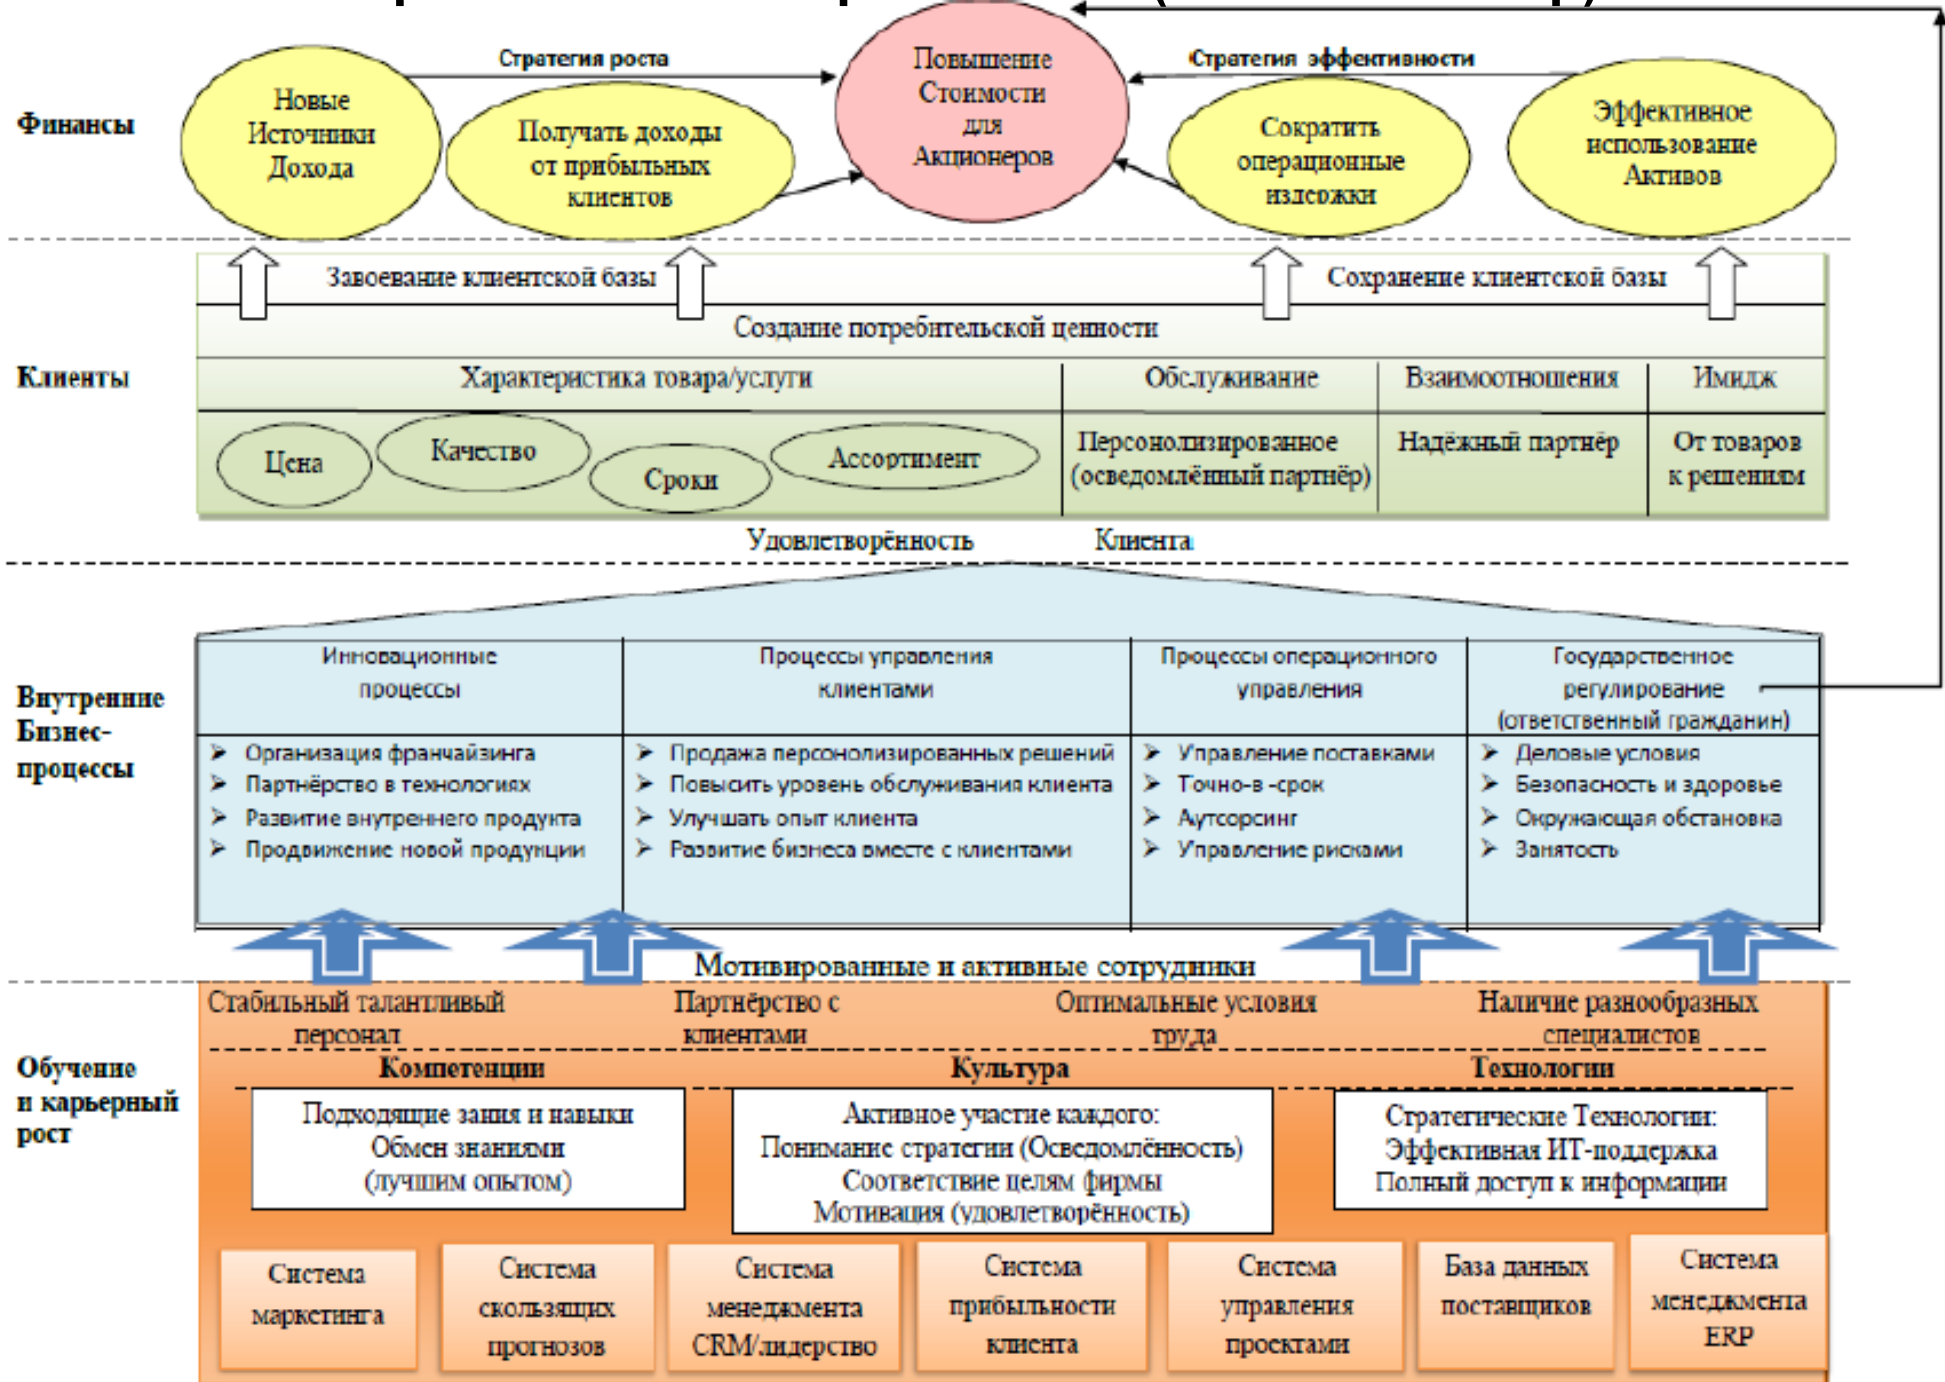 Стратегия роста
Стратегия эффективности
Финансы
Новые
Источники
Дохода
Получать доходы
от прибыльных
клиентов
Повышение
Стоимости
для
Акционеров
Сократить
операционные
издержки
Эффективное
использование
Активов
Завоевание клиентской базы
Сохранение клиентской базы
Создание потребительской ценности
Клиенты
Характеристика товара/услуги
Обслуживание
Взаимоотношения
Имидж
Цена
Качество
Сроки
Ассортимент
Персонолизированное
(осведомлённый партнёр)
Надёжный партнёр
От товаров
к решениям
Удовлетворённость Клиента
Внутренние
Бизнес-
процессы
Инновационные
процессы
Процессы управления
клиентами
Процессы операционного
управления
Государственное
регулирование
(ответственный гражданин)
➢ Организация франчайзинга
➢ Партнёрство в технологиях
➢ Развитие внутреннего продукта
➢ Продвижение новой продукции
➢ Продажа персонолизированных решений
➢ Повысить уровень обслуживания клиента
➢ Улучшать опыт клиента
➢ Развитие бизнеса вместе с клиентами
➢ Управление поставками
➢ Точно-в -срок
➢ Аутсорсинг
➢ Управление рисками
➢ Деловые условия
➢ Безопасность и здоровье
➢ Окружающая обстановка
➢ Занятость
Мотивированные и активные сотрудники
Обучение
и карьерный
рост
Стабильный талантливый
персонал
Партнёрство с
клиентами
Оптимальные условия
труда
Наличие разнообразных
специалистов
Компетенции
Культура
Технологии
Подходящие зания и навыки
Обмен знаниями
(лучшим опытом)
Активное участие каждого:
Понимание стратегии (Осведомлённость)
Соответствие целям фирмы
Мотивация (удовлетворённость)
Стратегические Технологии:
Эффективная ИТ-поддержка
Полный доступ к информации
Система
маркетинга
Система
скользящих
прогнозов
Система
менеджмента
CRM/лидерство
Система
прибыльности
клиента
Система
управления
проектами
База данных
поставщиков
Система
менеджмента
ERP